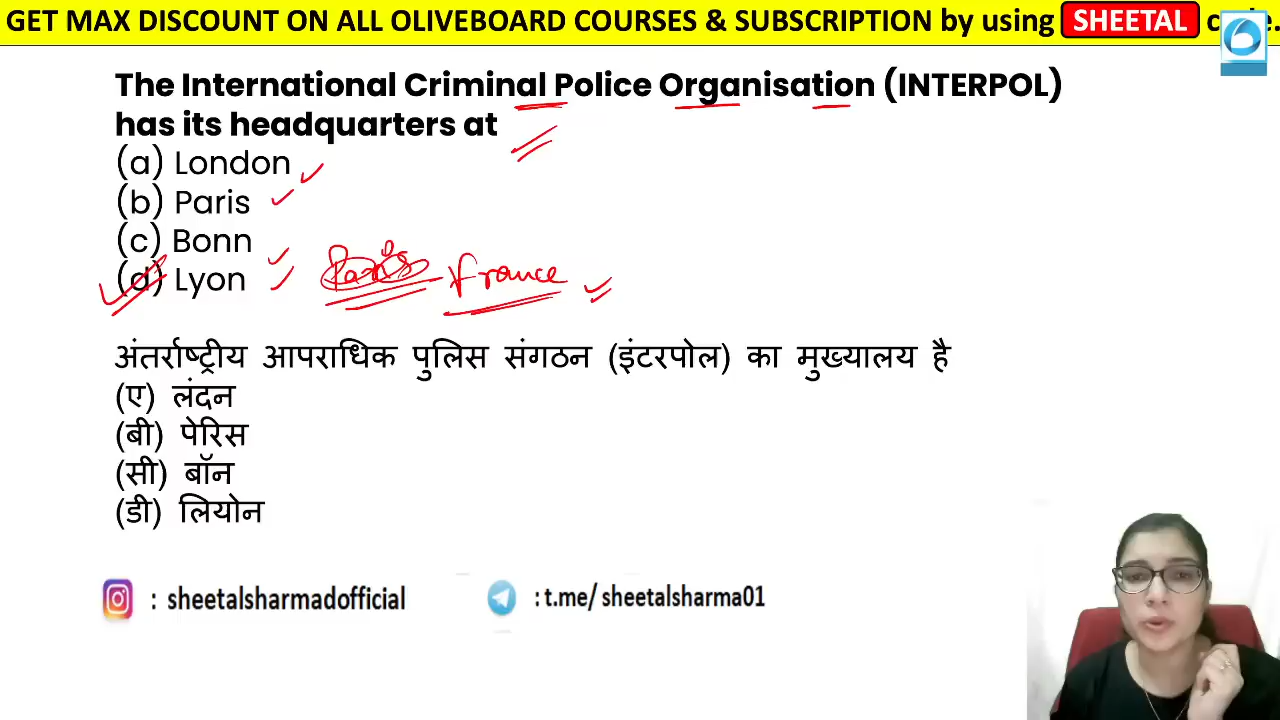 GET MAX DISCOUNT ON ALL OLIVEBOARD COURSES & SUBSCRIPTION by using SHEETAL
The International Criminal Police Organisation (INTERPOL)
has its headquarters at
(a) London
(b) Paris
(c) Bonn
(d) Lyon Paris France
अंतर्राष्ट्रीय आपराधिक पुलिस संगठन (इंटरपोल) का मुख्यालय है
(ए) लंदन
(बी) पेरिस
(सी) बॉन
(डी) लियोन
: sheetalsharmadofficial : t.me/ sheetalsharma01